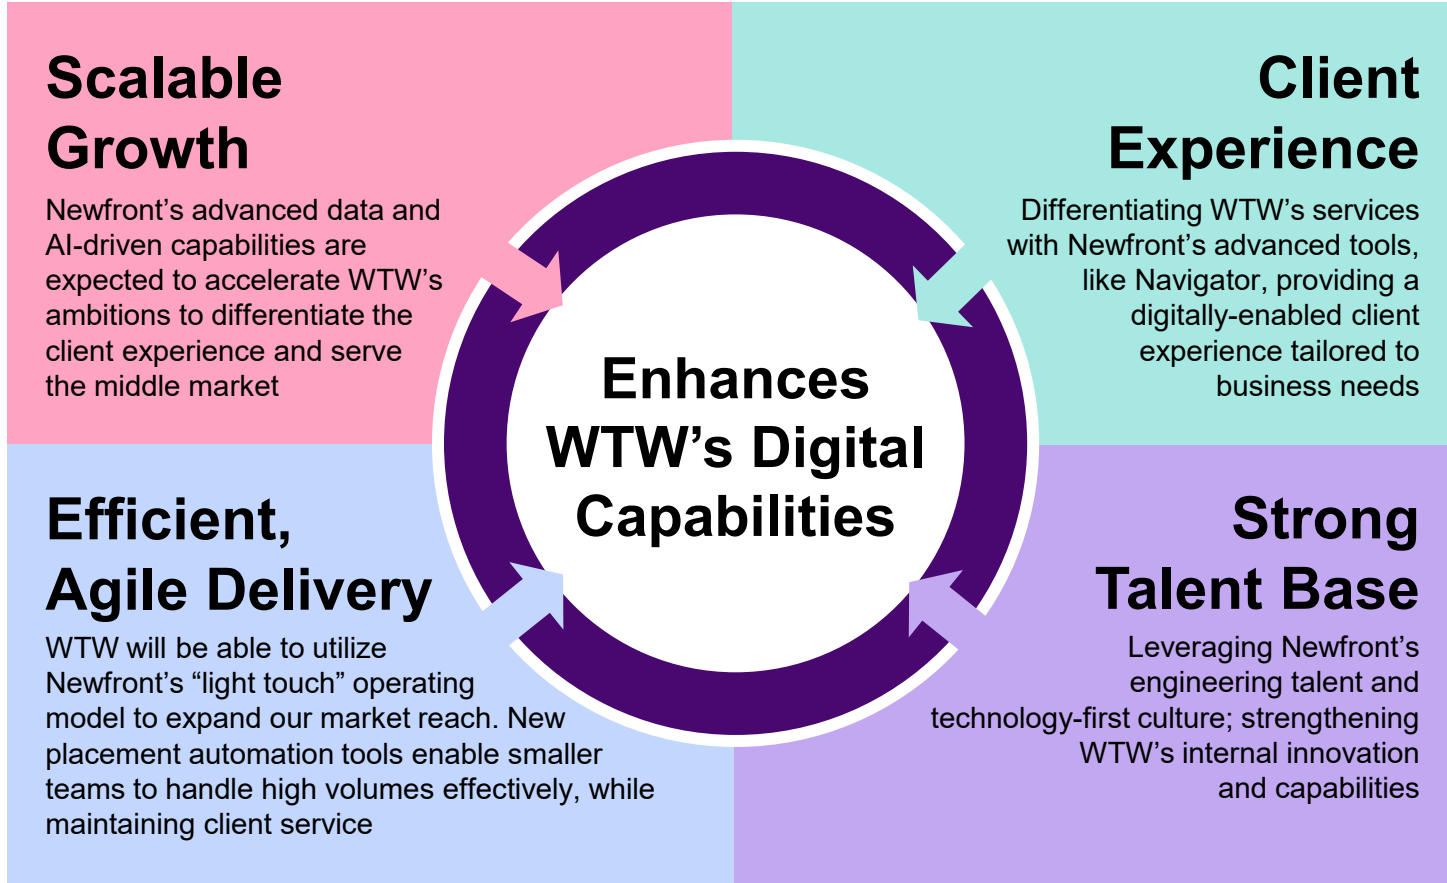 Scalable
Growth
Newfront’s advanced data and
AI-driven capabilities are
expected to accelerate WTW’s
ambitions to differentiate the
client experience and serve
the middle market
Client
Experience
Differentiating WTW’s services
with Newfront’s advanced tools,
like Navigator, providing a
digitally-enabled client
experience tailored to
business needs
Enhances
WTW’s Digital
Capabilities
Efficient,
Agile Delivery
WTW will be able to utilize
Newfront’s “light touch” operating
model to expand our market reach. New
placement automation tools enable smaller
teams to handle high volumes effectively, while
maintaining client service
Strong
Talent Base
Leveraging Newfront’s
engineering talent and
technology-first culture; strengthening
WTW’s internal innovation
and capabilities